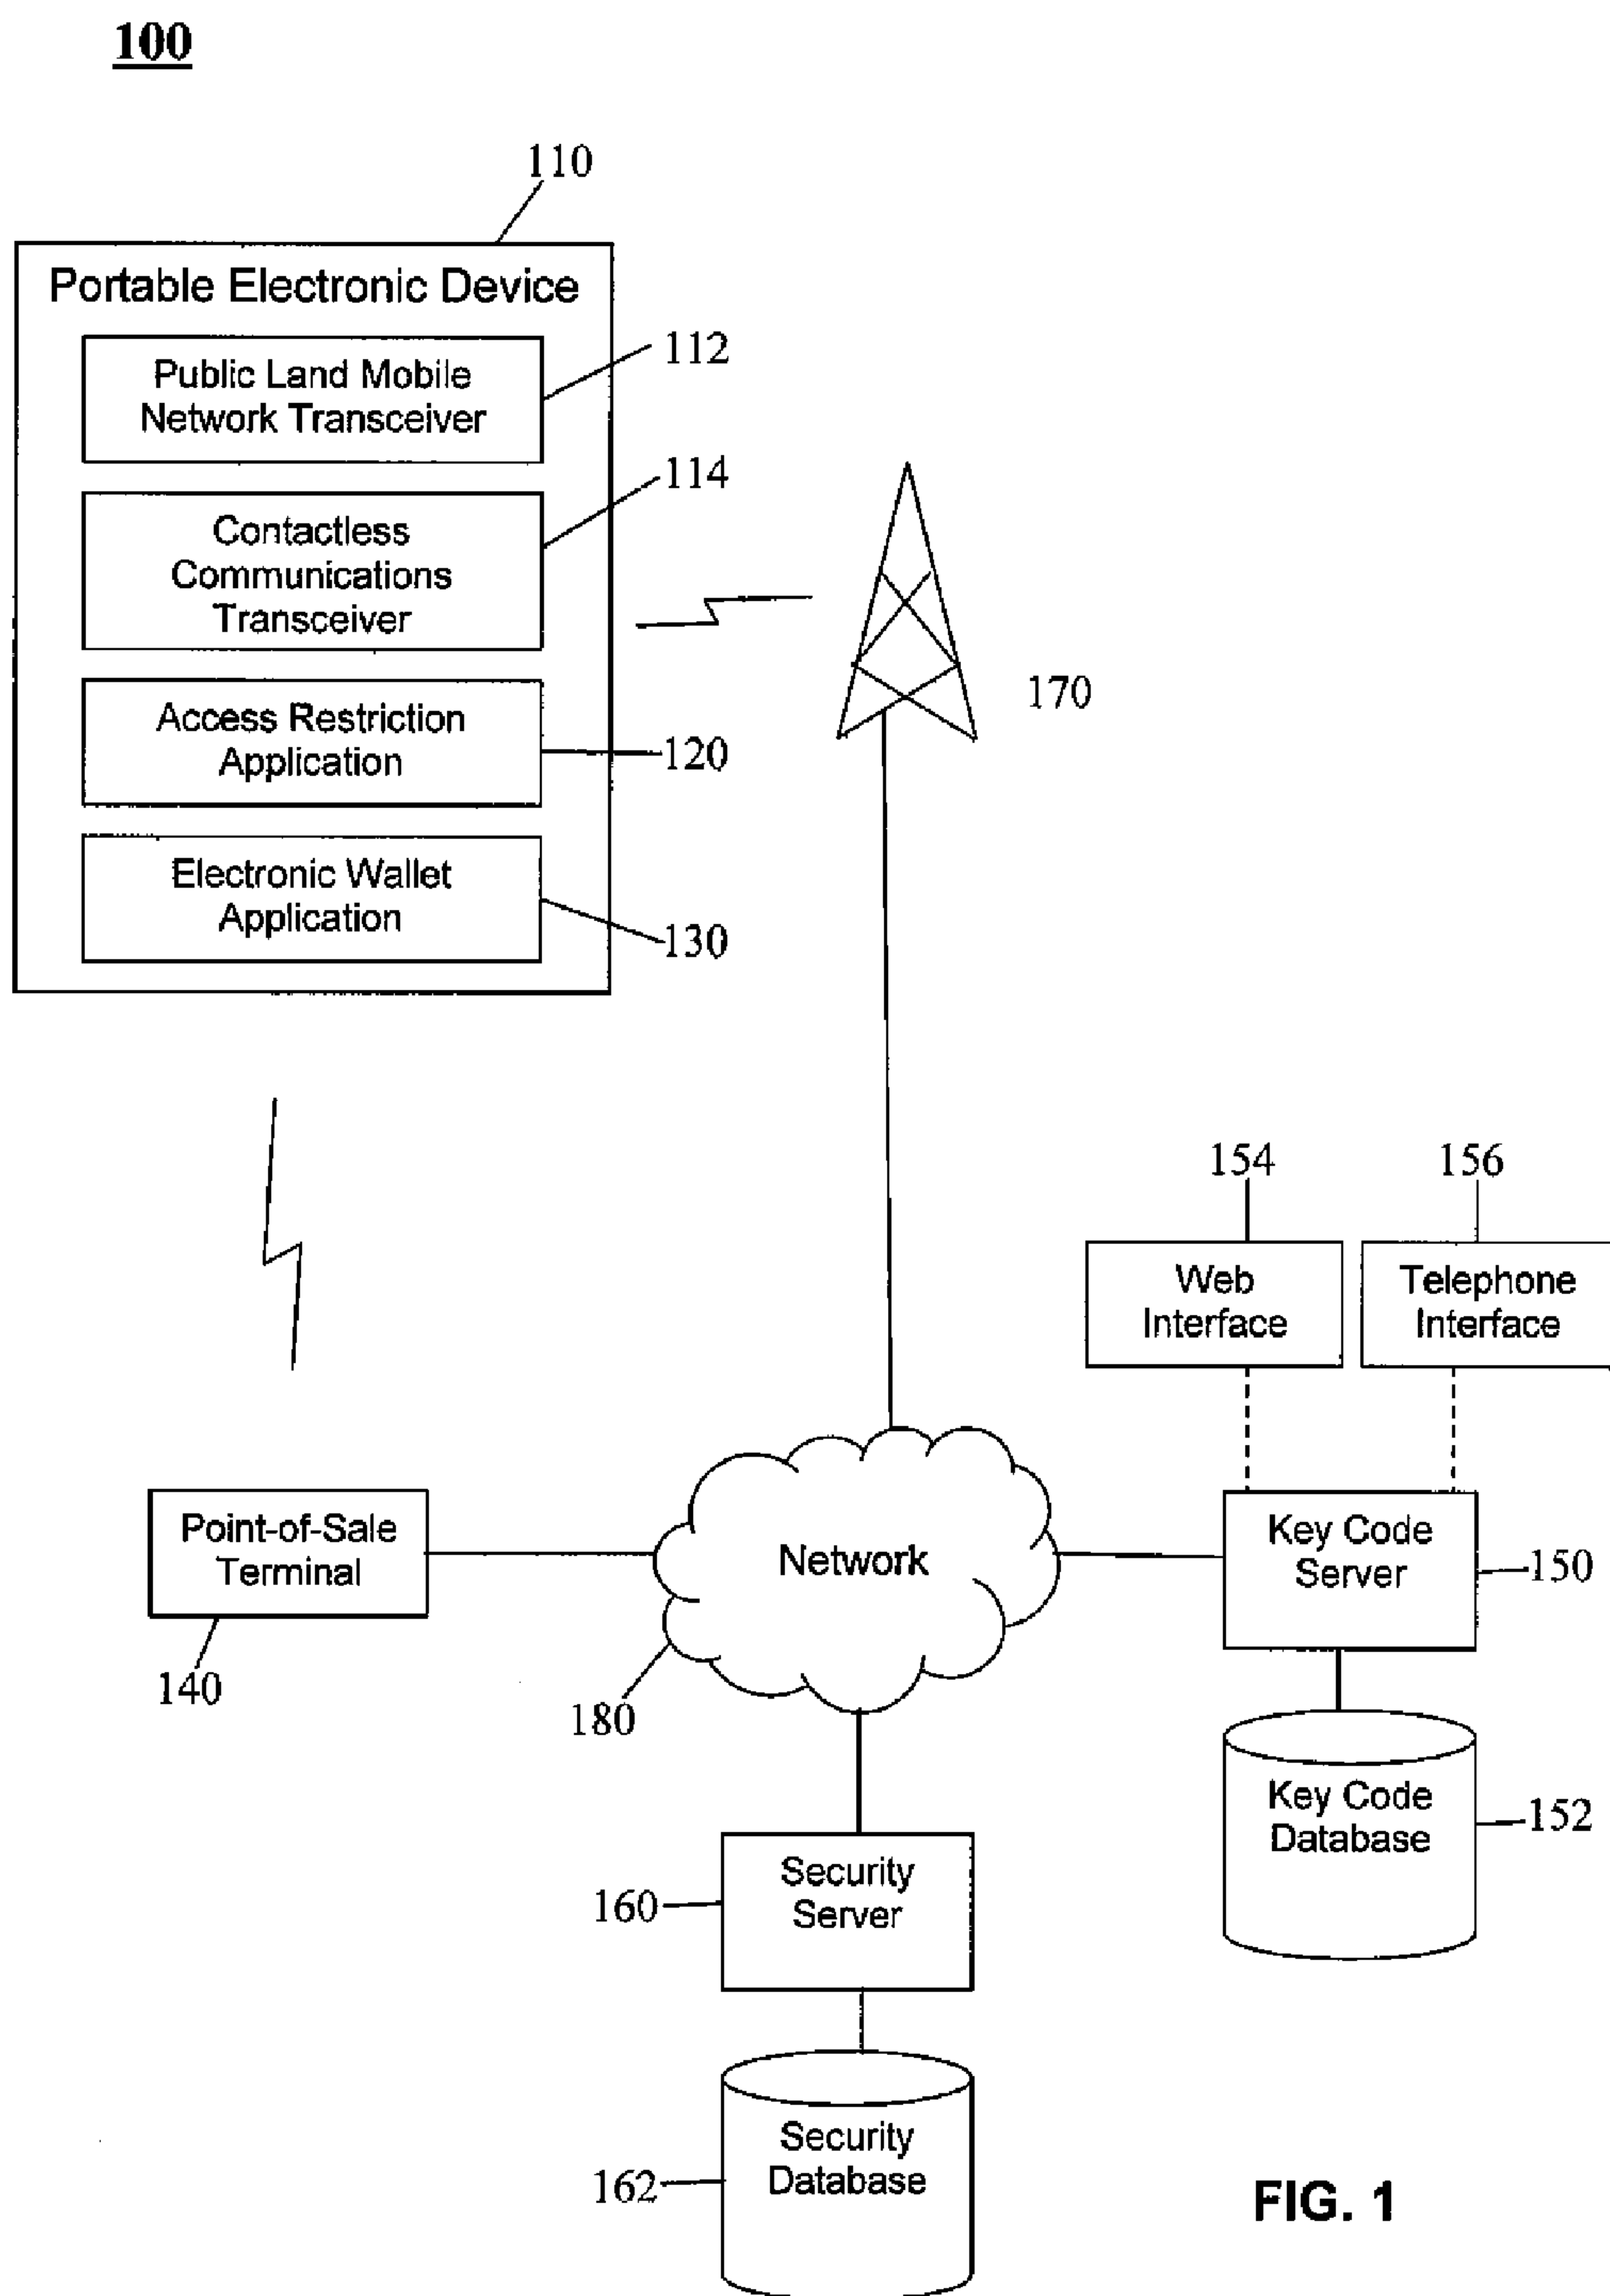 100
110
Portable Electronic Device
Public Land Mobile
Network Transceiver
112
Contactless
Communications
Transceiver
114
Access Restriction
Application
120
Electronic Wallet
Application
130
170
154
156
Web
Interface
Telephone
Interface
Point-of-Sale
Terminal
140
Network
180
Key Code
Server
150
Key Code
Database
152
Security
Server
160
Security
Database
162
FIG. 1